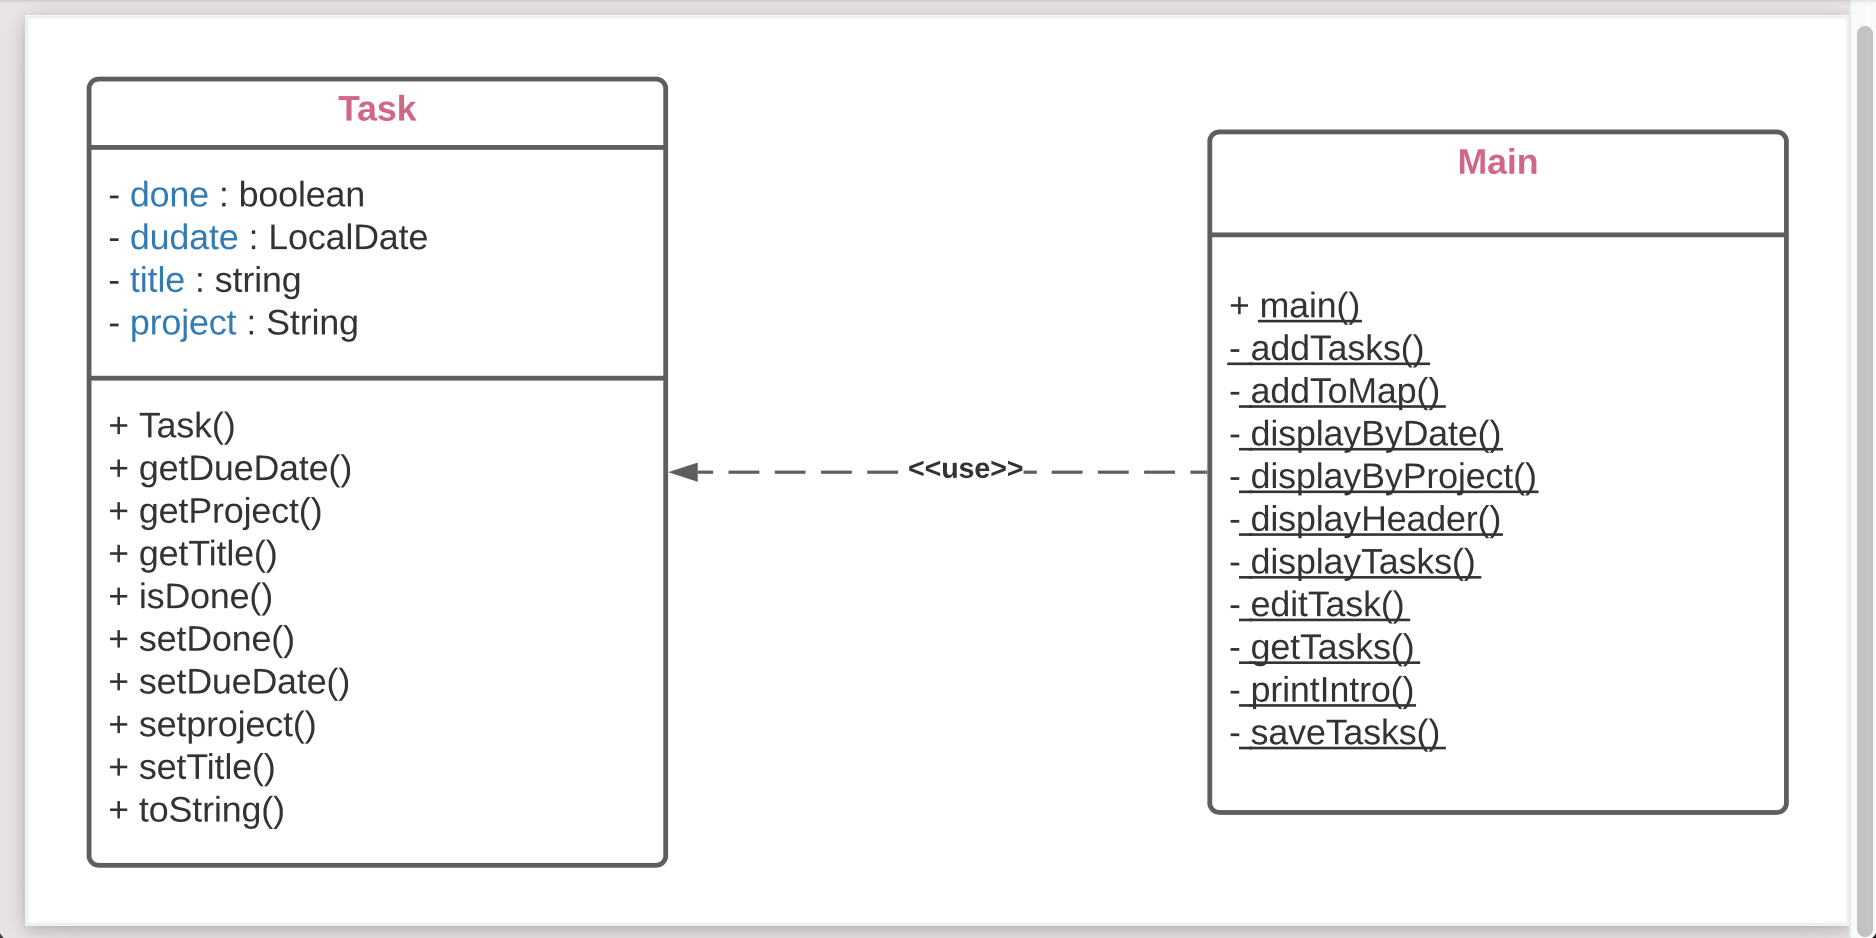 Task
- done : boolean
- dudate : LocalDate
- title : string
- project : String
+ Task()
+ getDueDate()
+ getProject()
+ getTitle()
+ isDone()
+ setDone()
+ setDueDate()
+ setproject()
+ setTitle()
+ toString()
<<use>>
Main
+ main()
- addTasks()
- addToMap()
- displayByDate()
- displayByProject()
- displayHeader()
- displayTasks()
- editTask()
- getTasks()
- printIntro()
- saveTasks()